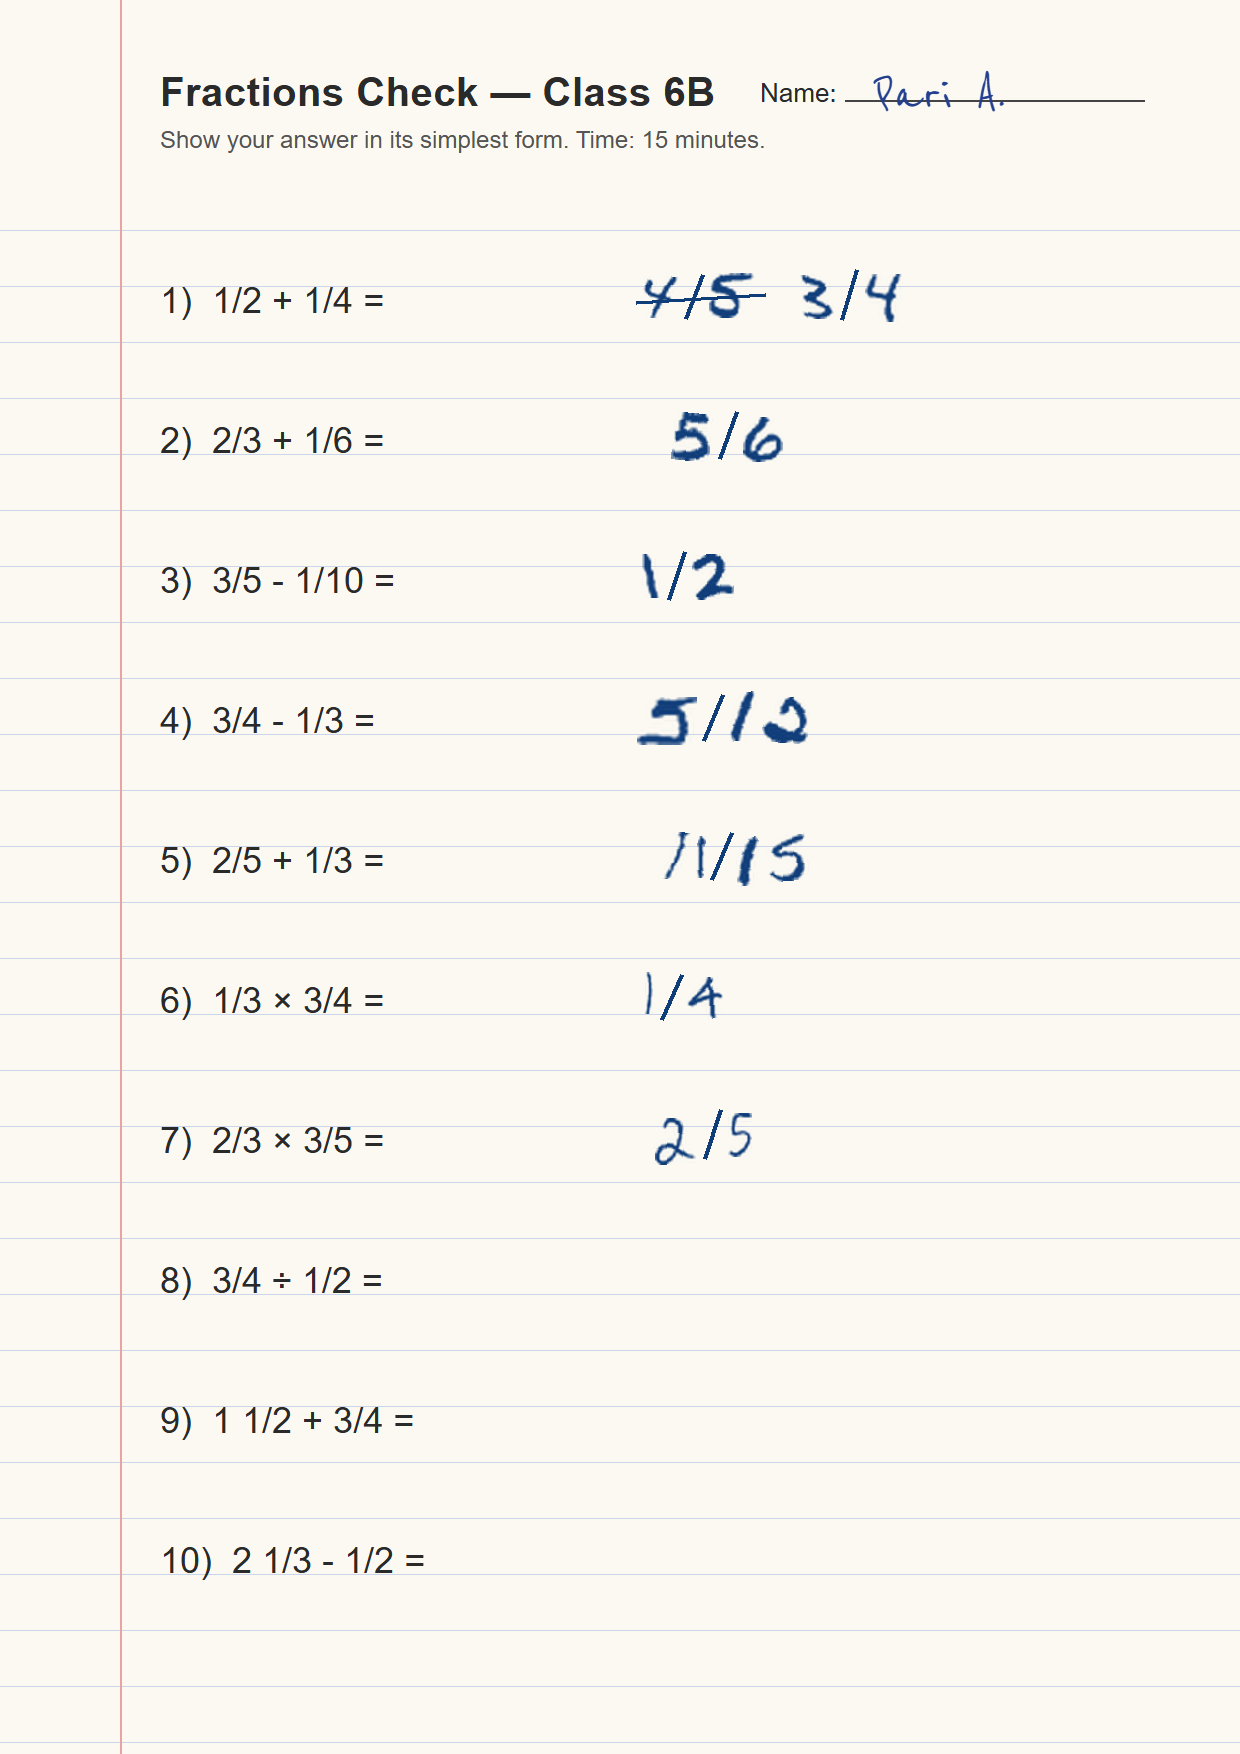 Fractions Check — Class 6B Name: Pari A.
Show your answer in its simplest form. Time: 15 minutes.
1) 1/2 + 1/4 = 4/5 3/4
2) 2/3 + 1/6 = 5/6
3) 3/5 - 1/10 = 1/2
4) 3/4 - 1/3 = 5/12
5) 2/5 + 1/3 = 11/15
6) 1/3 × 3/4 = 1/4
7) 2/3 × 3/5 = 2/5
8) 3/4 ÷ 1/2 =
9) 1 1/2 + 3/4 =
10) 2 1/3 - 1/2 =